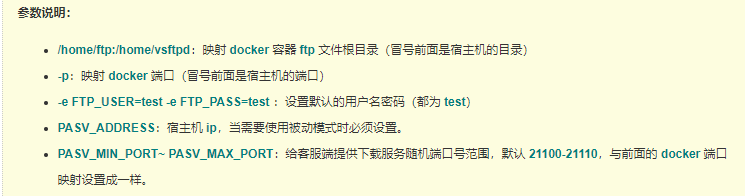 参数说明：
/home/ftp:/home/vsftpd：映射 docker 容器 ftp 文件根目录（冒号前面是宿主机的目录）
-p：映射 docker 端口（冒号前面是宿主机的端口）
-e FTP_USER=test -e FTP_PASS=test ：设置默认的用户名密码（都为 test）
PASV_ADDRESS：宿主机 ip，当需要使用被动模式时必须设置。
PASV_MIN_PORT~ PASV_MAX_PORT：给客服端提供下载服务随机端口号范围，默认 21100-21110，与前面的 docker 端口
映射设置成一样。